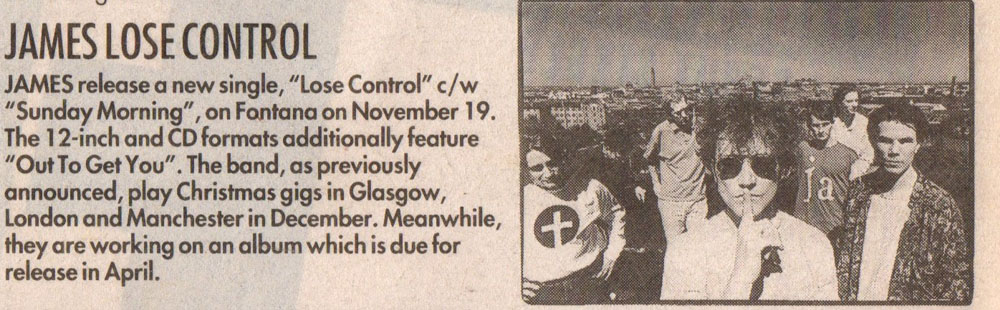 JAMES LOSE CONTROL
JAMES release a new single, “Lose Control” c/w
“Sunday Morning”, on Fontana on November 19.
The 12-inch and CD formats additionally feature
“Out To Get You”. The band, as previously
announced, play Christmas gigs in Glasgow,
London and Manchester in December. Meanwhile,
they are working on an album which is due for
release in April.
Ja